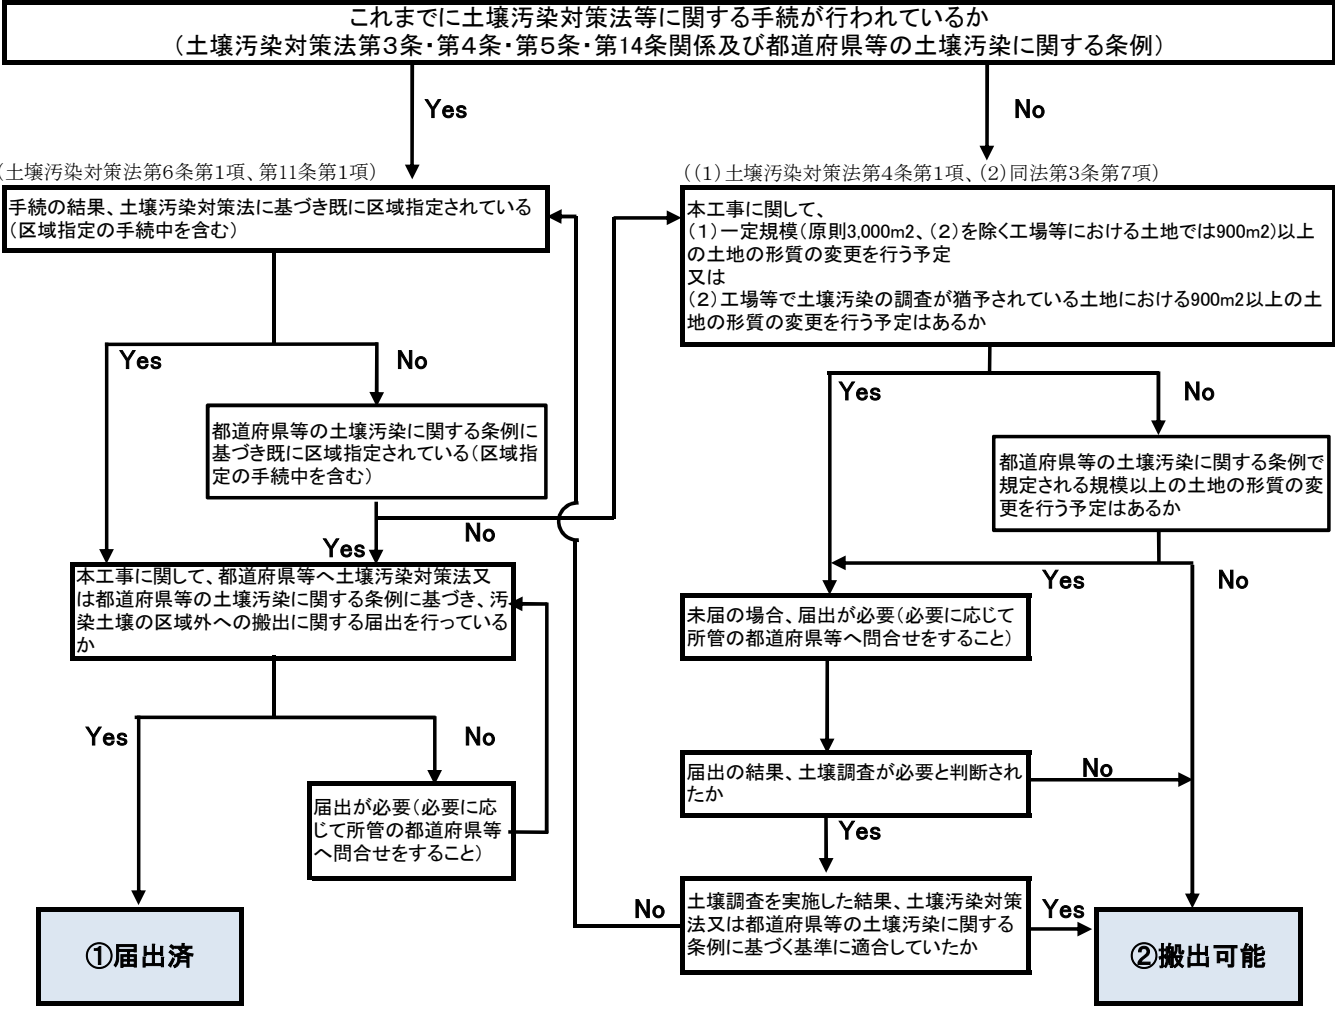 これまでに土壌汚染対策法等に関する手続が行われているか
（土壌汚染対策法第３条・第４条・第５条・第14条関係及び都道府県等の土壌汚染に関する条例）
Yes
No
（土壌汚染対策法第6条第1項、第11条第1項）
手続の結果、土壌汚染対策法に基づき既に区域指定されている
（区域指定の手続中を含む）
（（1）土壌汚染対策法第4条第1項、（2）同法第3条第7項）
本工事に関して、
（１）一定規模（原則3,000m2、（２）を除く工場等における土地では900m2）以上
の土地の形質の変更を行う予定
又は
（２）工場等で土壌汚染の調査が猶予されている土地における900m2以上の土
地の形質の変更を行う予定はあるか
Yes
No
都道府県等の土壌汚染に関する条例に
基づき既に区域指定されている（区域指
定の手続中を含む）
Yes
No
都道府県等の土壌汚染に関する条例で
規定される規模以上の土地の形質の変
更を行う予定はあるか
Yes
No
本工事に関して、都道府県等へ土壌汚染対策法又
は都道府県等の土壌汚染に関する条例に基づき、汚
染土壌の区域外への搬出に関する届出を行っている
か
Yes
No
未届の場合、届出が必要（必要に応じて
所管の都道府県等へ問合せをすること）
Yes
No
届出が必要（必要に応
じて所管の都道府県等
へ問合せをすること）
届出の結果、土壌調査が必要と判断され
たか
No
Yes
土壌調査を実施した結果、土壌汚染対策
法又は都道府県等の土壌汚染に関する
条例に基づく基準に適合していたか
No
Yes
①届出済
②搬出可能